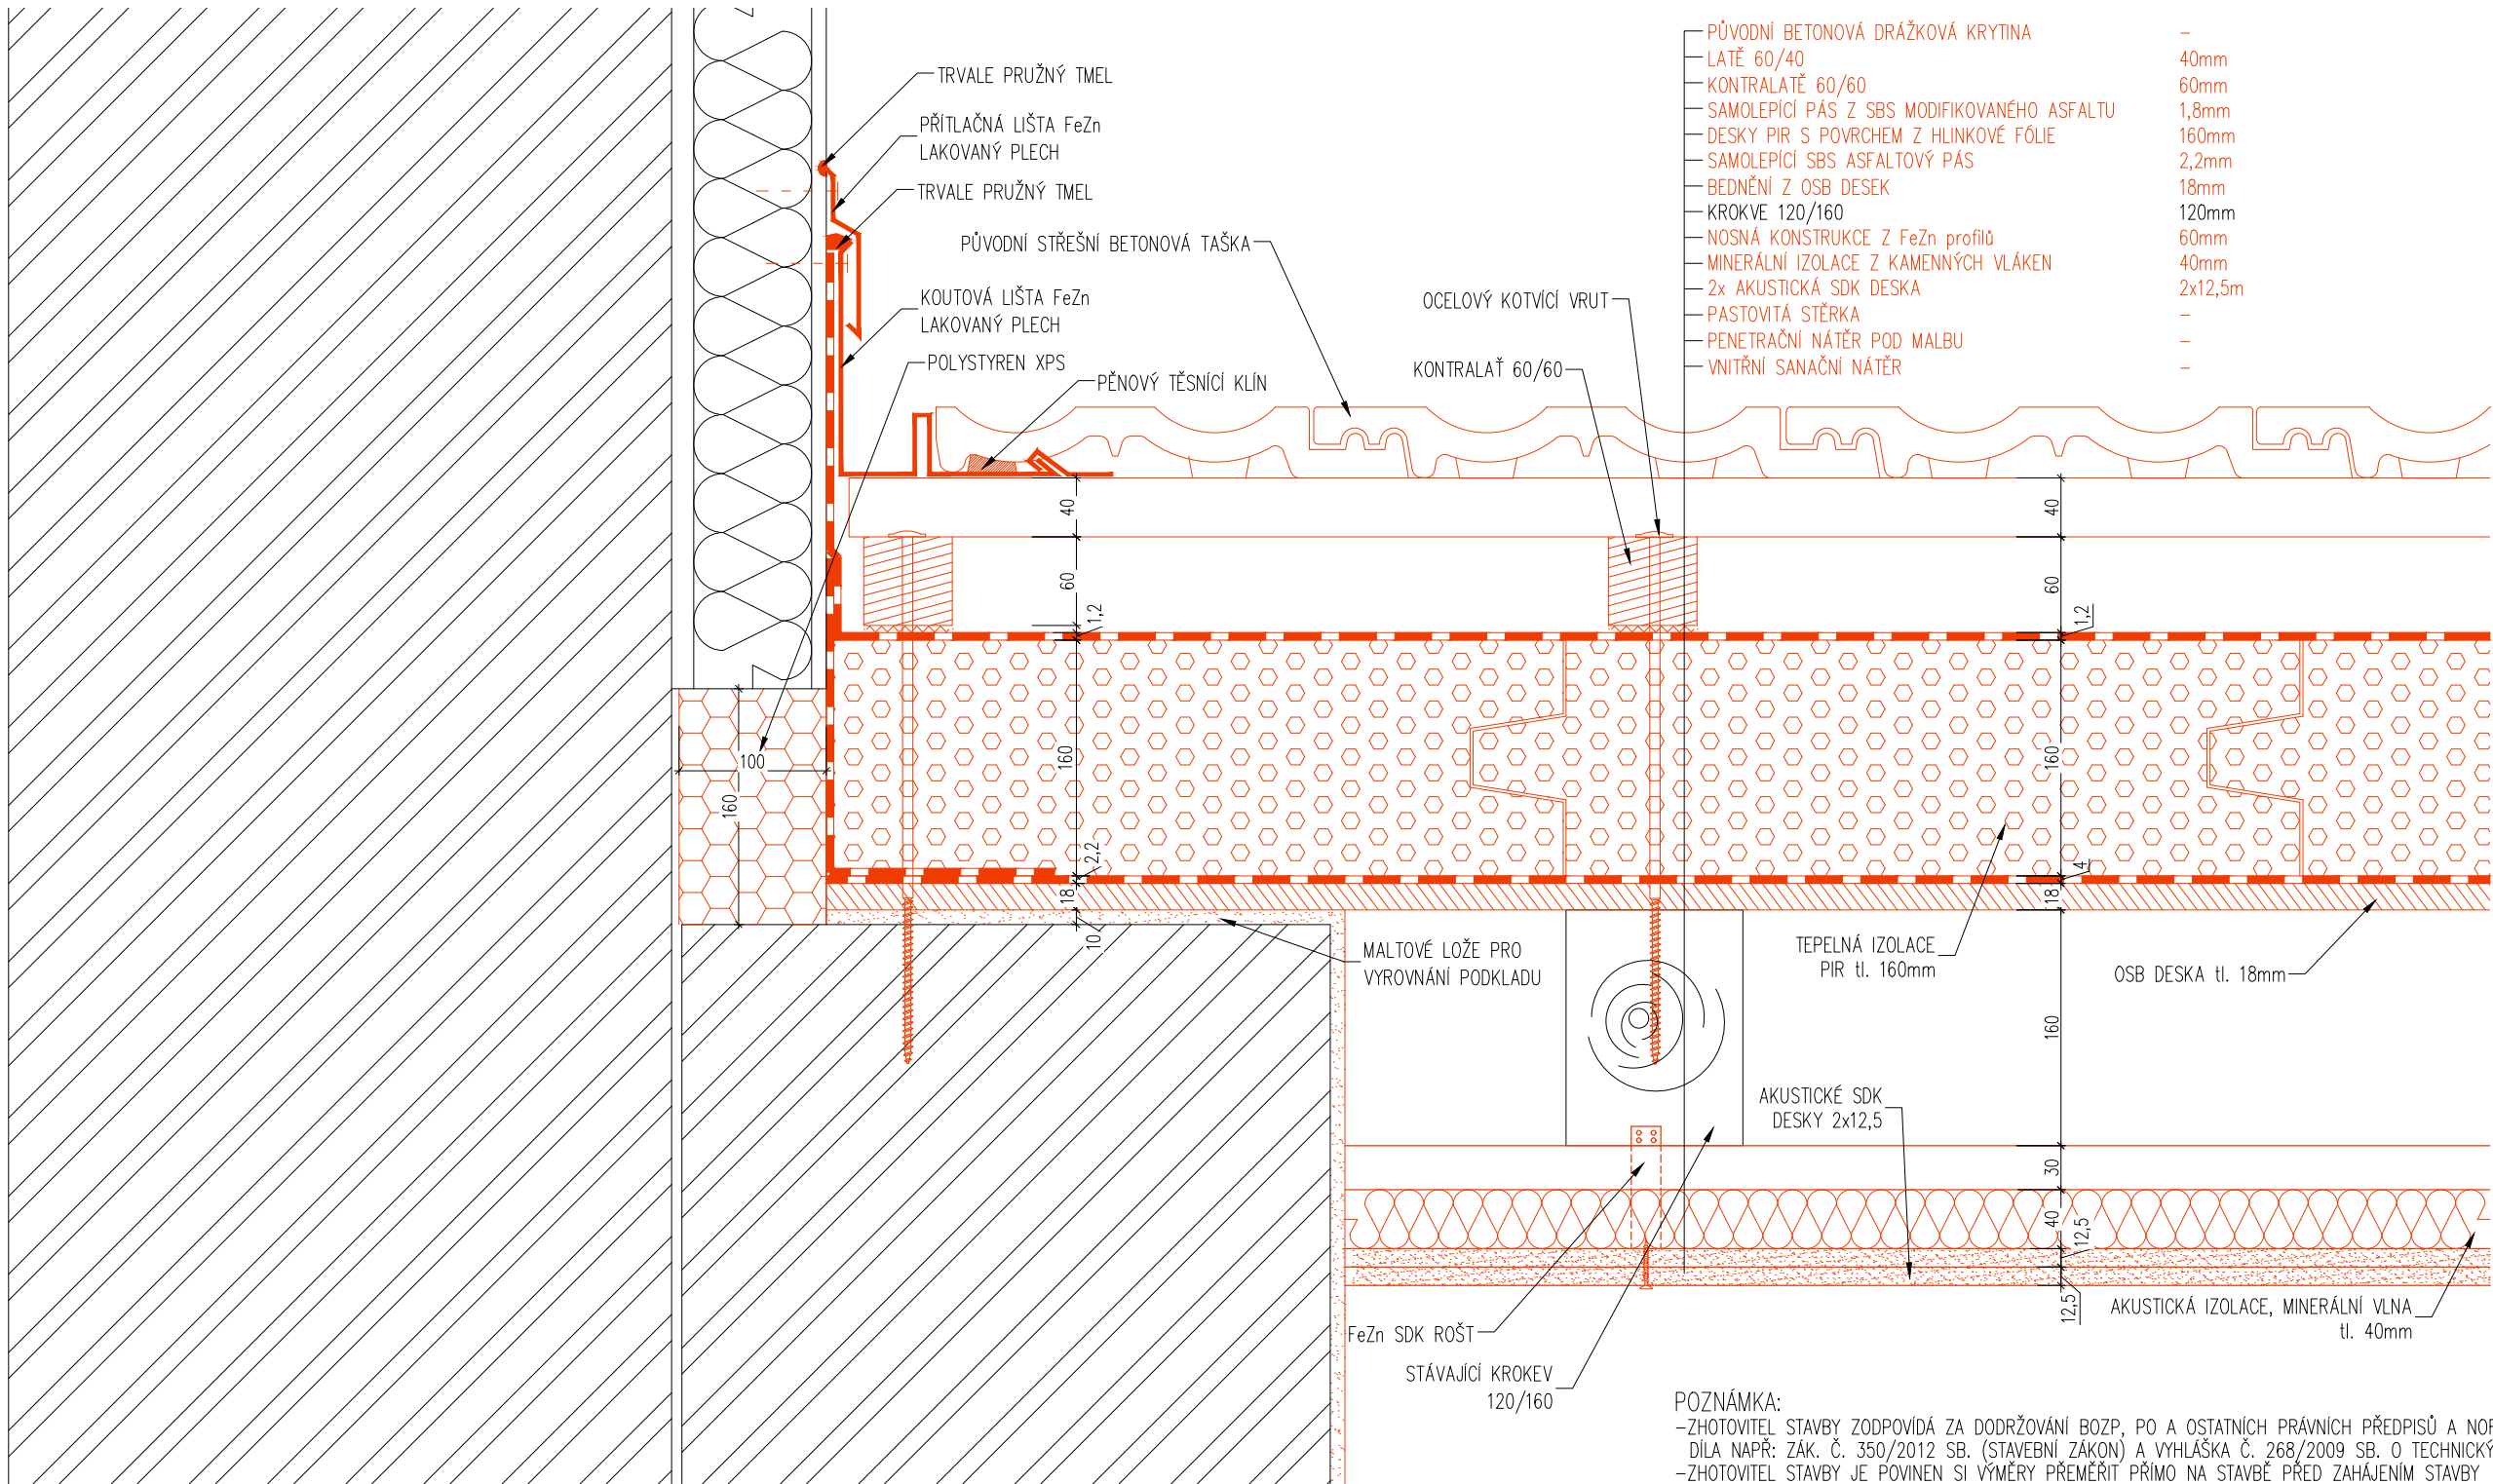 PŮVODNÍ BETONOVÁ DRÁŽKOVÁ KRYTINA –
LATĚ 60/40 40mm
KONTRALATĚ 60/60 60mm
SAMOLEPÍCÍ PÁS Z SBS MODIFIKOVANÉHO ASFALTU 1,8mm
DESKY PIR S POVRCHEM Z HLINKOVÉ FÓLIE 160mm
SAMOLEPÍCÍ SBS ASFALTOVÝ PÁS 2,2mm
BEDNĚNÍ Z OSB DESEK 18mm
KROKVE 120/160 120mm
NOSNÁ KONSTRUKCE Z FeZn profilů 60mm
MINERÁLNÍ IZOLACE Z KAMENNÝCH VLÁKEN 40mm
2x AKUSTICKÁ SDK DESKA 2x12,5m
PASTOVITÁ STĚRKA –
PENETRAČNÍ NÁTĚR POD MALBU –
VNITŘNÍ SANAČNÍ NÁTĚR –
TRVALE PRUŽNÝ TMEL
PŘÍTLAČNÁ LIŠTA FeZn
LAKOVANÝ PLECH
TRVALE PRUŽNÝ TMEL
PŮVODNÍ STŘEŠNÍ BETONOVÁ TAŠKA
KOUTOVÁ LIŠTA FeZn
LAKOVANÝ PLECH
OCELOVÝ KOTVÍCÍ VRUT
POLYSTYREN XPS
PĚNOVÝ TĚSNÍCÍ KLÍN
KONTRALAŤ 60/60
40
60
1,2
160
2,2
18
10
100
160
40
60
1,2
160
4
18
160
30
40
12,5
12,5
MALTOVÉ LOŽE PRO
VYROVNÁNÍ PODKLADU
TEPELNÁ IZOLACE
PIR tl. 160mm
OSB DESKA tl. 18mm
AKUSTICKÉ SDK
DESKY 2x12,5
AKUSTICKÁ IZOLACE, MINERÁLNÍ VLNA
tl. 40mm
FeZn SDK ROŠT
STÁVAJÍCÍ KROKEV
120/160
POZNÁMKA:
–ZHOTOVITEL STAVBY ZODPOVÍDÁ ZA DODRŽOVÁNÍ BOZP, PO A OSTATNÍCH PRÁVNÍCH PŘEDPISŮ A
DÍLA NAPŘ: ZÁK. Č. 350/2012 SB. (STAVEBNÍ ZÁKON) A VYHLÁŠKA Č. 268/2009 SB. O TECHNICKÝ
–ZHOTOVITEL STAVBY JE POVINEN SI VÝMĚRY PŘEMĚŘIT PŘÍMO NA STAVBĚ PŘED ZAHÁJENÍM STAVBY